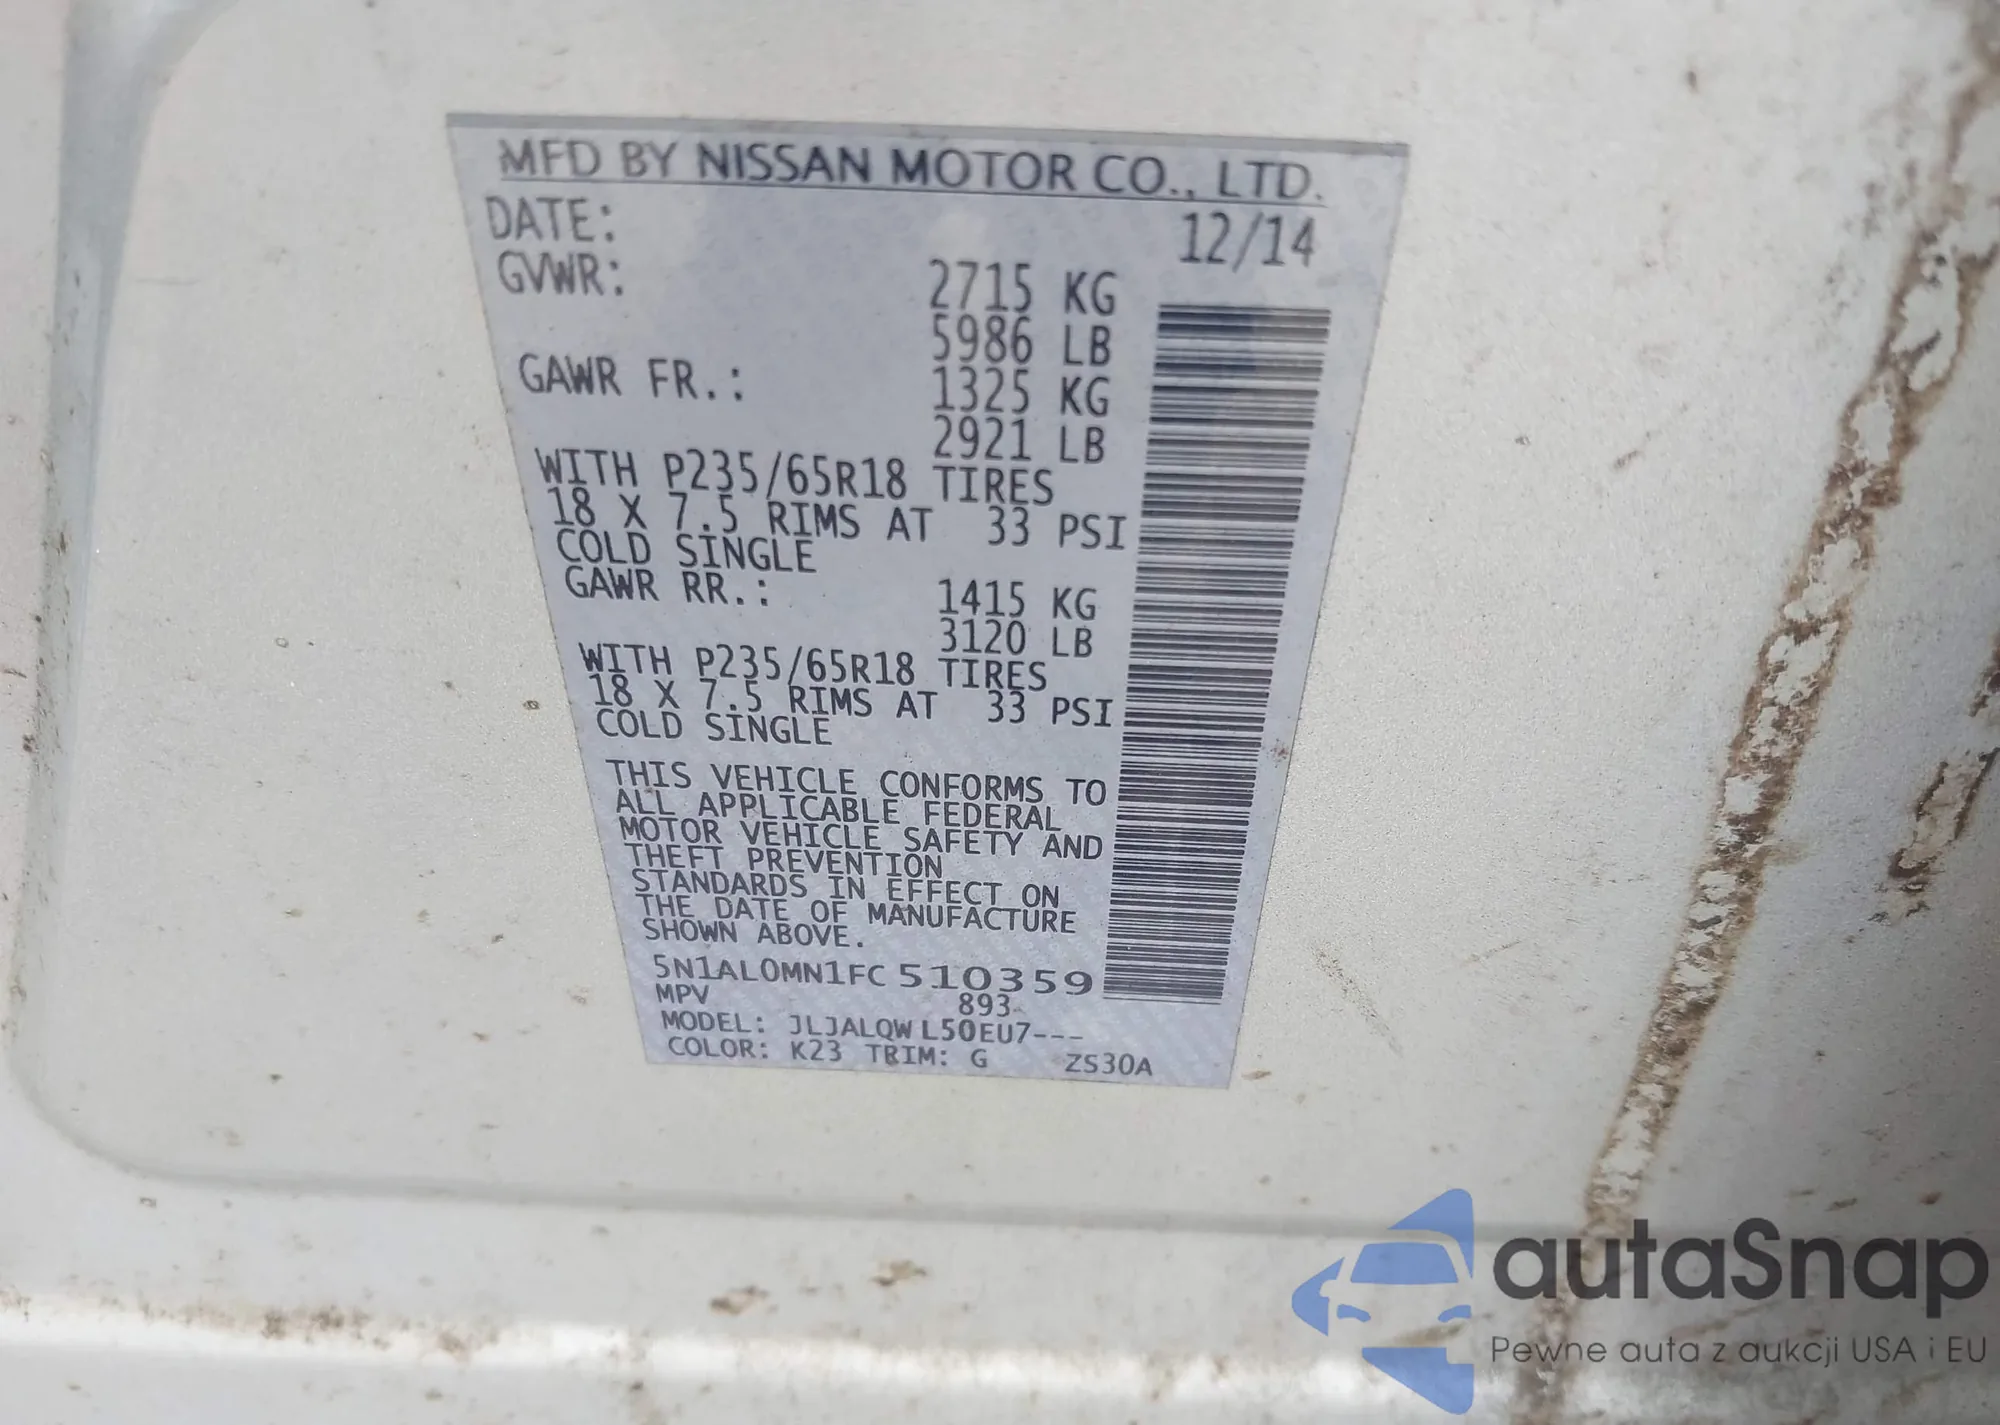 MFD BY NISSAN MOTOR CO., LTD.
DATE: 12/14
GVWR: 2715 KG
5986 LB
GAWR FR.: 1325 KG
2921 LB
WITH P235/65R18 TIRES
18 X 7.5 RIMS AT 33 PSI
COLD SINGLE
GAWR RR.: 1415 KG
3120 LB
WITH P235/65R18 TIRES
18 X 7.5 RIMS AT 33 PSI
COLD SINGLE
THIS VEHICLE CONFORMS TO
ALL APPLICABLE FEDERAL
MOTOR VEHICLE SAFETY AND
THEFT PREVENTION
STANDARDS IN EFFECT ON
THE DATE OF MANUFACTURE
SHOWN ABOVE.
5N1AL0MN1FC510359
MPV 893
MODEL: JLJALQWL50EU7---
COLOR: K23 TRIM: G ZS30A
autaSnap
Pewne auta z aukcji USA i EU